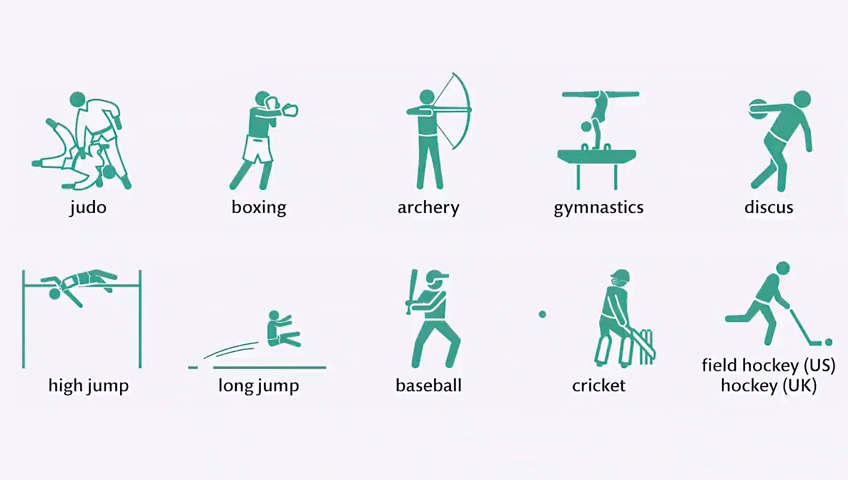 judo
boxing
archery
gymnastics
discus
high jump
long jump
baseball
cricket
field hockey (US)
hockey (UK)